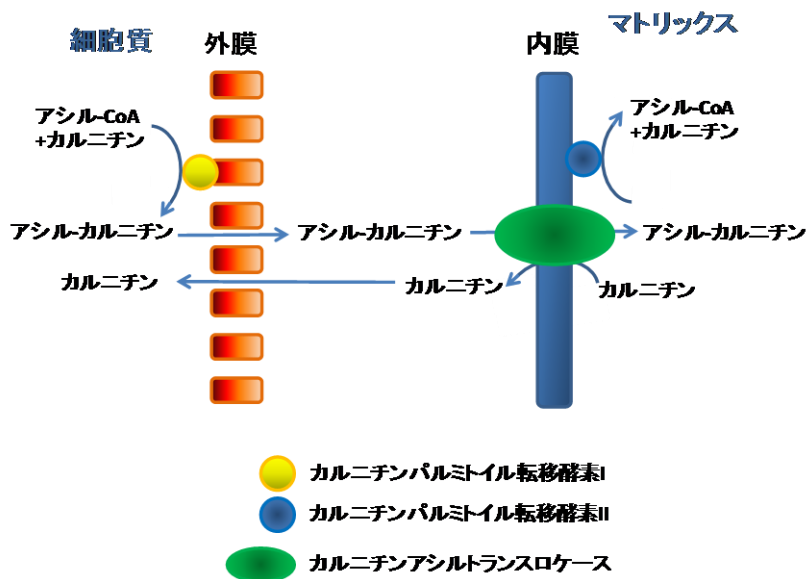 細胞質
外膜
内膜
マトリックス
アシル-CoA
+カルニチン
アシル-CoA
+カルニチン
アシル-カルニチン
アシル-カルニチン
アシル-カルニチン
カルニチン
カルニチン
カルニチン
カルニチンパルミトイル転移酵素I
カルニチンパルミトイル転移酵素II
カルニチンアシルトランスロケース